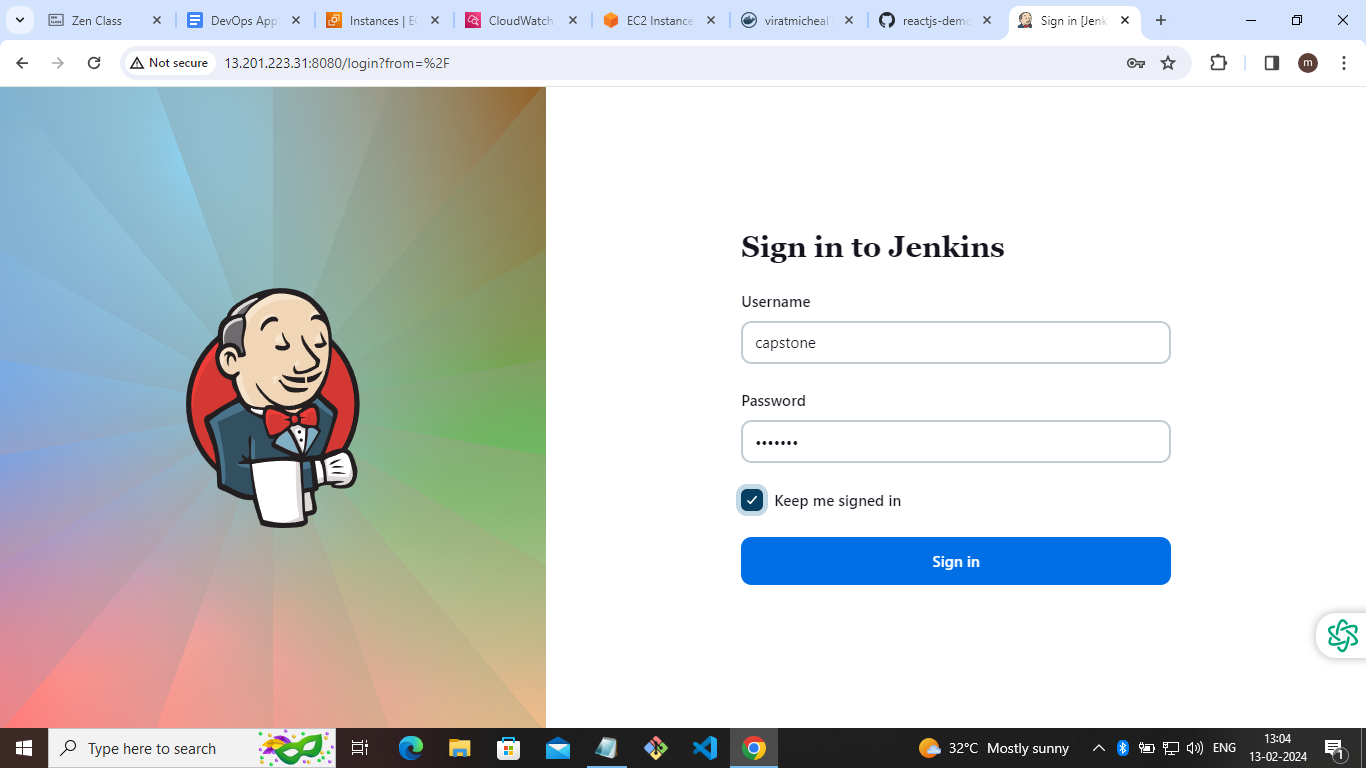 Zen Class
DevOps App
Instances | EC
CloudWatch
EC2 Instance
viratmicheal
reactjs-demo
Sign in [Jenk
Not secure
13.201.223.31:8080/login?from=%2F
m
Sign in to Jenkins
Username
capstone
Password
•••••••
Keep me signed in
Sign in
Type here to search
32°C Mostly sunny
ENG
13:04
13-02-2024
1